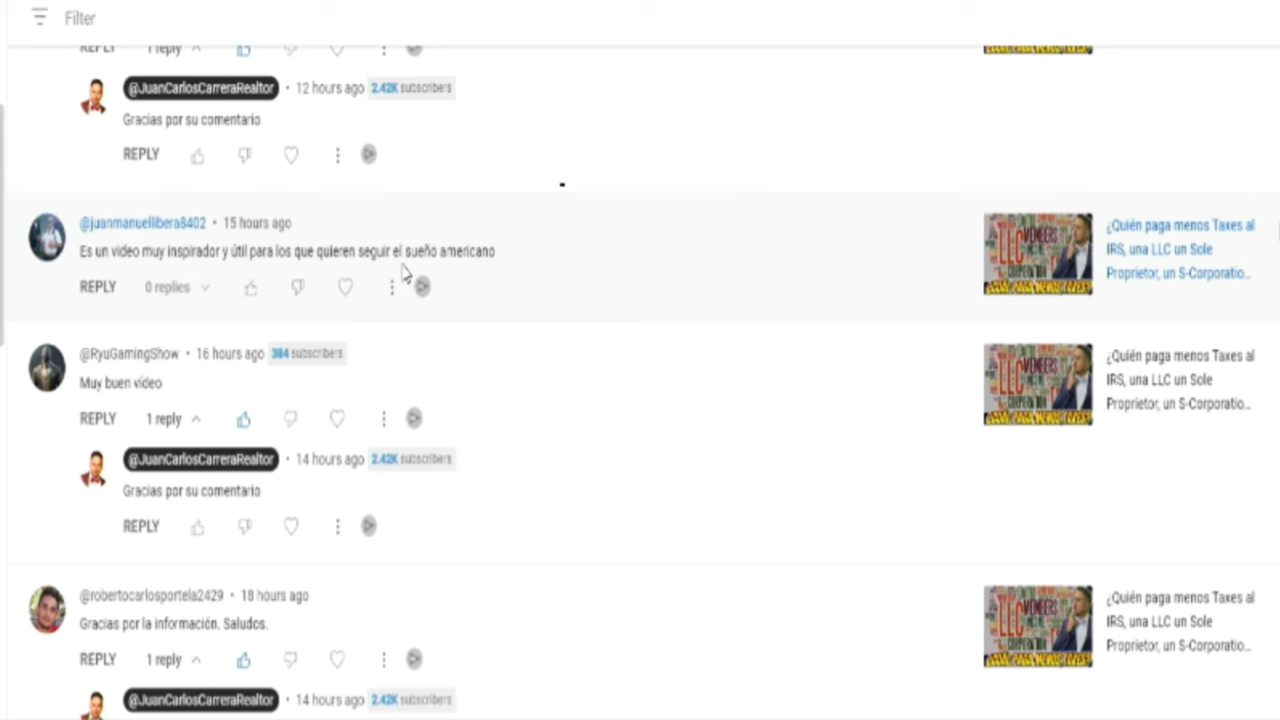 Filter
REPLY 1 reply
@JuanCarlosCarreraRealtor • 12 hours ago 2.42K subscribers
Gracias por su comentario
REPLY
@juanmanuellibera8402 • 15 hours ago
Es un video muy inspirador y útil para los que quieren seguir el sueño americano
REPLY 0 replies
¿Quién paga menos Taxes al
IRS, una LLC un Sole
Proprietor, un S-Corporatio...
@RyuGamingShow • 16 hours ago 384 subscribers
Muy buen vídeo
REPLY 1 reply
¿Quién paga menos Taxes al
IRS, una LLC un Sole
Proprietor, un S-Corporatio...
@JuanCarlosCarreraRealtor • 14 hours ago 2.42K subscribers
Gracias por su comentario
REPLY
@robertocarlosportela2429 • 18 hours ago
Gracias por la información. Saludos.
REPLY 1 reply
¿Quién paga menos Taxes al
IRS, una LLC un Sole
Proprietor, un S-Corporatio...
@JuanCarlosCarreraRealtor • 14 hours ago 2.42K subscribers
LLC
MEMBERS
CORPORATION